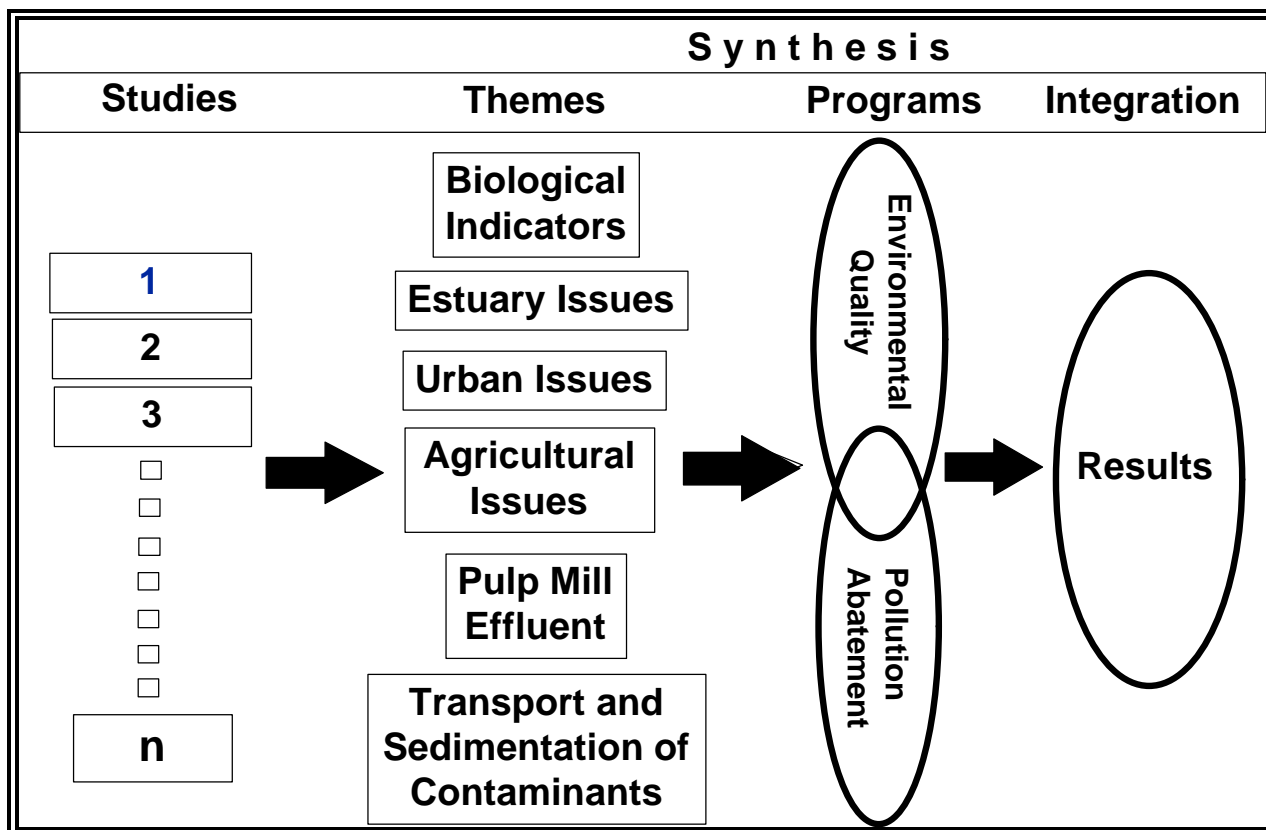 Synthesis
Studies Themes Programs Integration
1
2
3
n
Biological
Indicators
Estuary Issues
Urban Issues
Agricultural
Issues
Pulp Mill
Effluent
Transport and
Sedimentation of
Contaminants
Environmental
Quality
Pollution
Abatement
Results